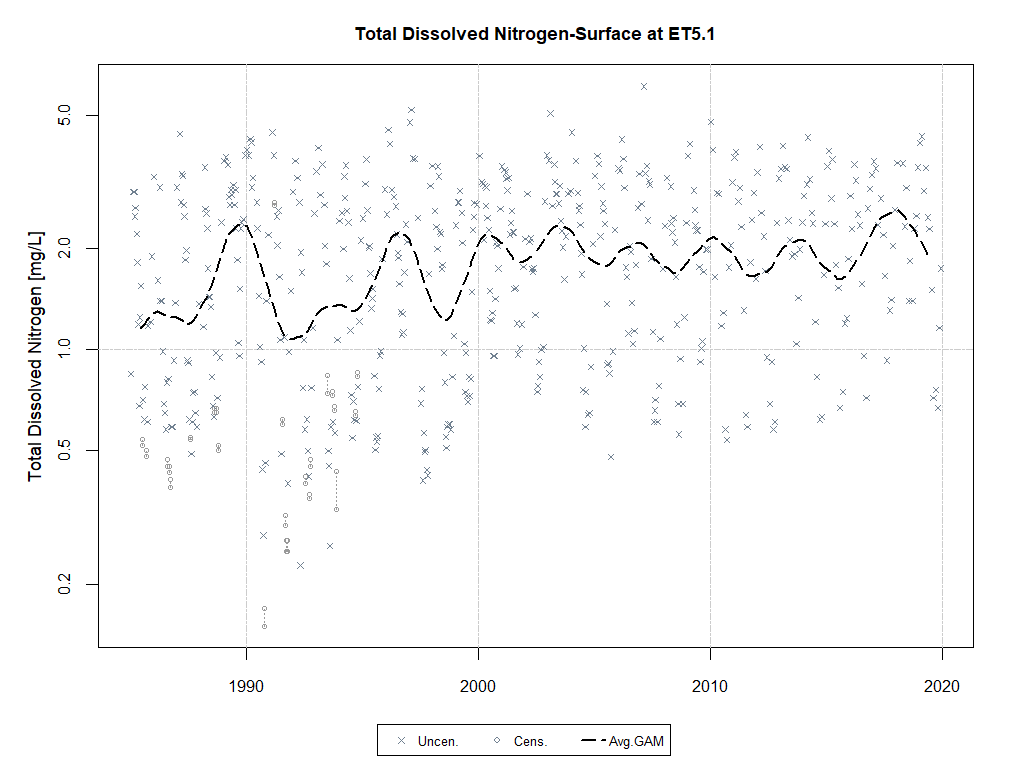 Total Dissolved Nitrogen-Surface at ET5.1
Total Dissolved Nitrogen [mg/L]
5.0
2.0
1.0
0.5
0.2
1990 2000 2010 2020
Uncen. Cens. Avg.GAM